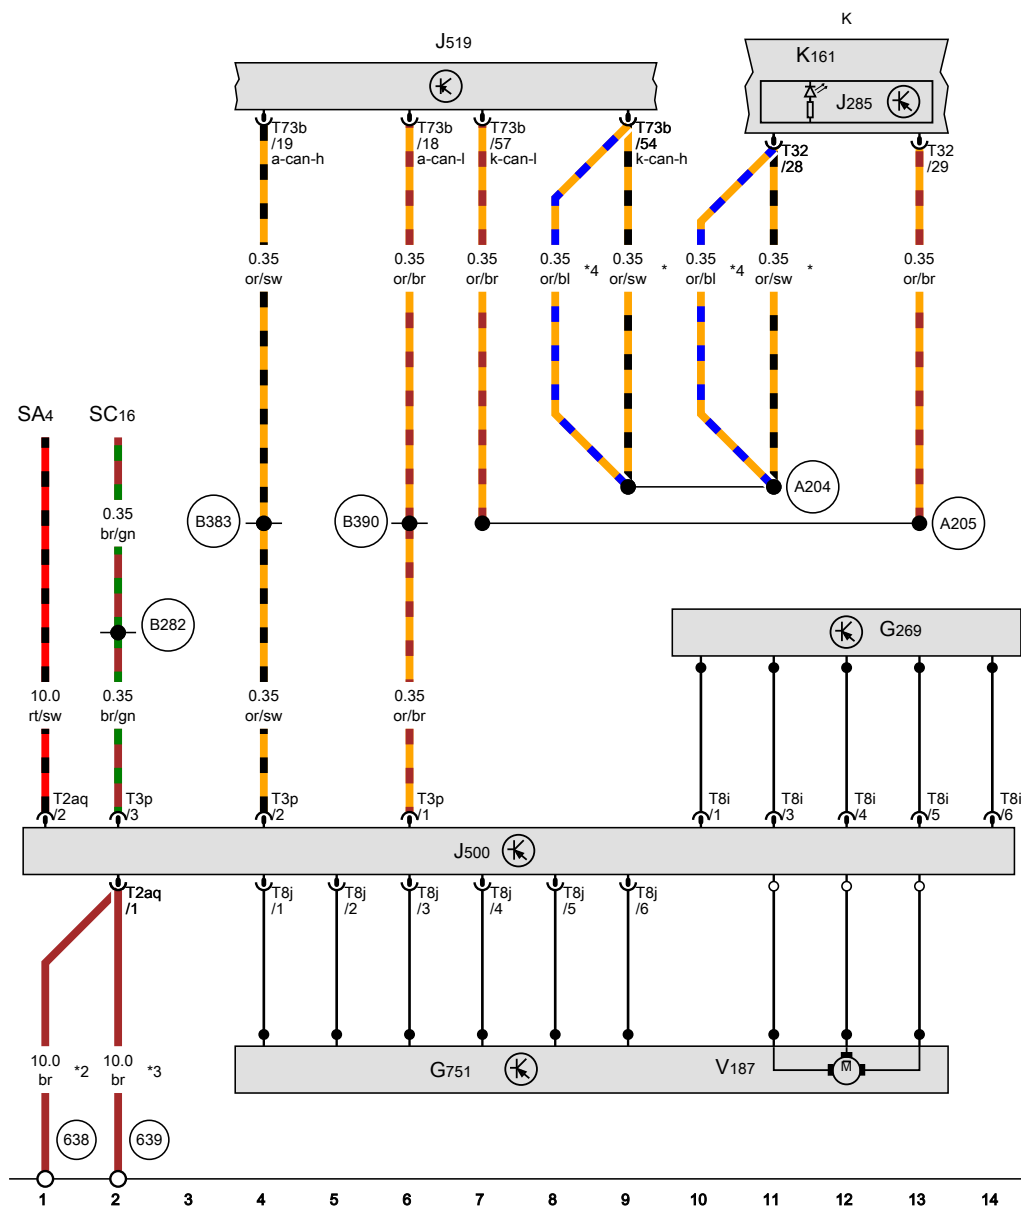 K
J519
K161
J285
T73b
/19
a-can-h
T73b
/18
a-can-l
T73b
/57
k-can-l
T73b
/54
k-can-h
T32
/28
T32
/29
0.35
or/sw
0.35
or/br
0.35
or/br
0.35
or/bl
*4
0.35
or/sw
*
0.35
or/bl
*4
0.35
or/sw
*
0.35
or/br
SA4
SC16
A204
0.35
br/gn
B383
B390
A205
B282
G269
10.0
rt/sw
0.35
br/gn
0.35
or/sw
0.35
or/br
T2aq
/2
T3p
/3
T3p
/2
T3p
/1
T8i
/1
T8i
/3
T8i
/4
T8i
/5
T8i
/6
J500
T2aq
/1
T8j
/1
T8j
/2
T8j
/3
T8j
/4
T8j
/5
T8j
/6
10.0
br
*2
10.0
br
*3
G751
V187
M
638
639
1 2 3 4 5 6 7 8 9 10 11 12 13 14